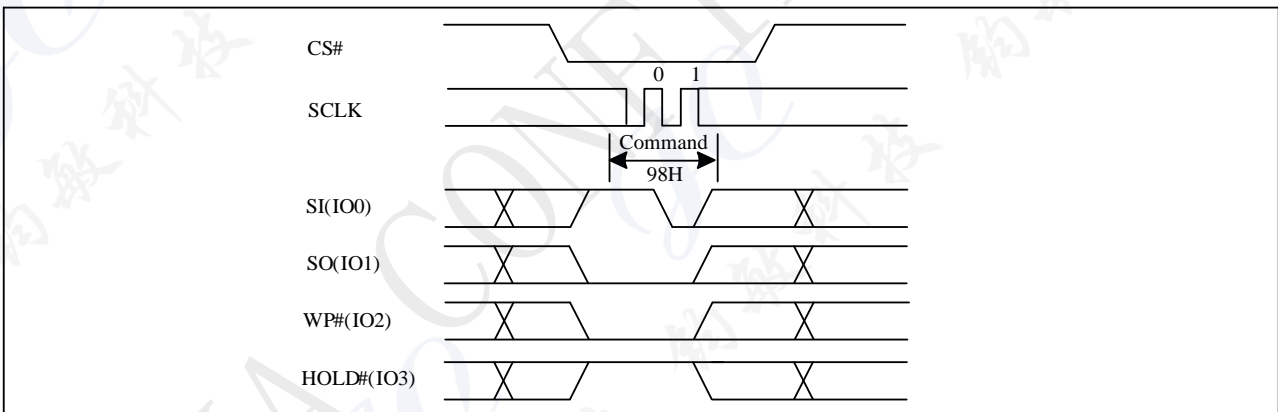 CS#
0 1
SCLK
Command
98H
SI(IO0)
SO(IO1)
WP#(IO2)
HOLD#(IO3)